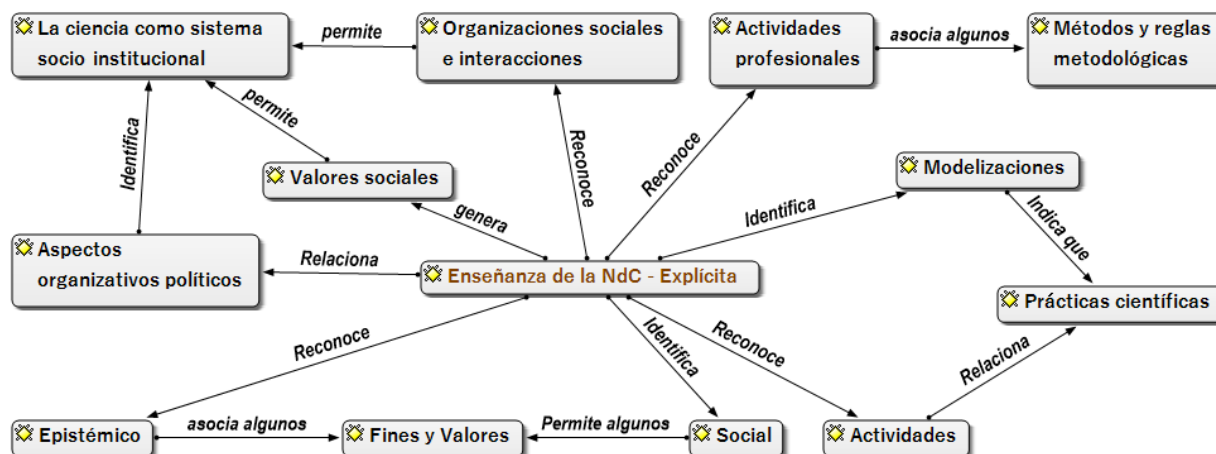 La ciencia como sistema
socio institucional
permite
Organizaciones sociales
e interacciones
Actividades
profesionales
asocia algunos
Métodos y reglas
metodológicas
Identifica
permite
Reconoce
Reconoce
Valores sociales
genera
Identifica
Modelizaciones
Indica que
Aspectos
organizativos políticos
Relaciona
Enseñanza de la NdC - Explícita
Prácticas científicas
Reconoce
Identifica
Reconoce
Relaciona
Epistémico
asocia algunos
Fines y Valores
Permite algunos
Social
Actividades